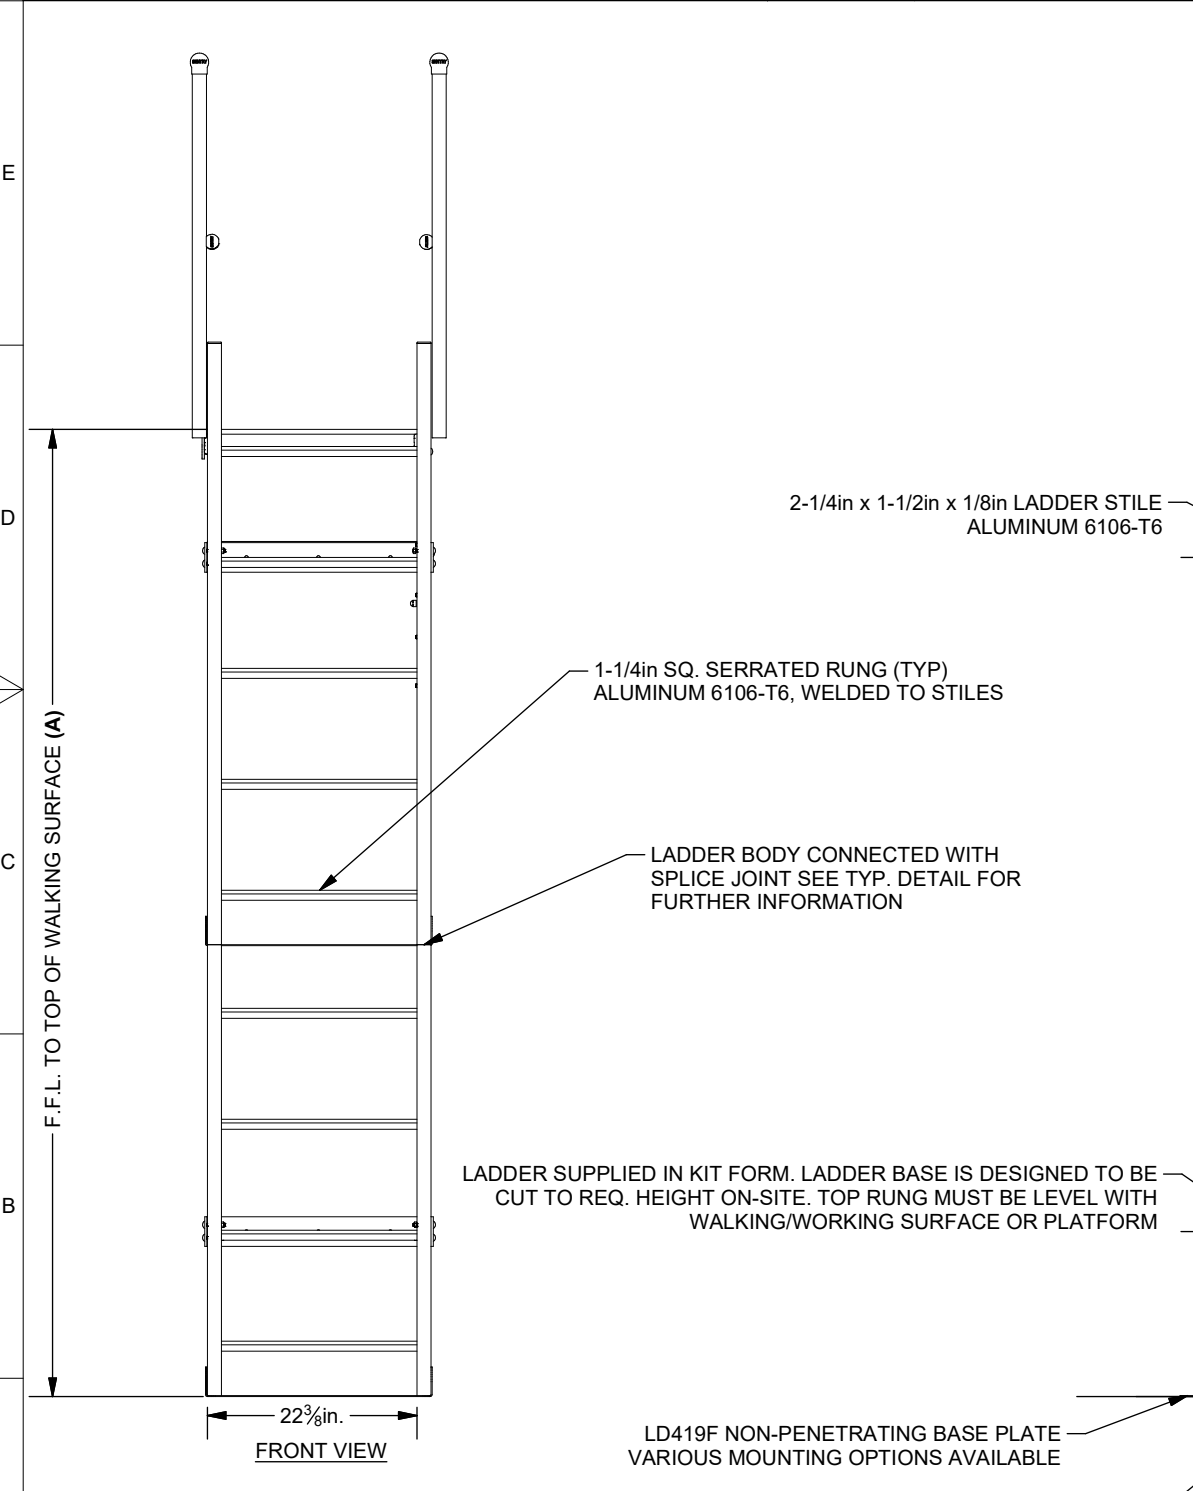 E
D
2-1/4in x 1-1/2in x 1/8in LADDER STILE
ALUMINUM 6106-T6
1-1/4in SQ. SERRATED RUNG (TYP)
ALUMINUM 6106-T6, WELDED TO STILES
F.F.L. TO TOP OF WALKING SURFACE (A)
C
LADDER BODY CONNECTED WITH
SPLICE JOINT SEE TYP. DETAIL FOR
FURTHER INFORMATION
B
LADDER SUPPLIED IN KIT FORM. LADDER BASE IS DESIGNED TO BE
CUT TO REQ. HEIGHT ON-SITE. TOP RUNG MUST BE LEVEL WITH
WALKING/WORKING SURFACE OR PLATFORM
22⅜in.
FRONT VIEW
LD419F NON-PENETRATING BASE PLATE
VARIOUS MOUNTING OPTIONS AVAILABLE